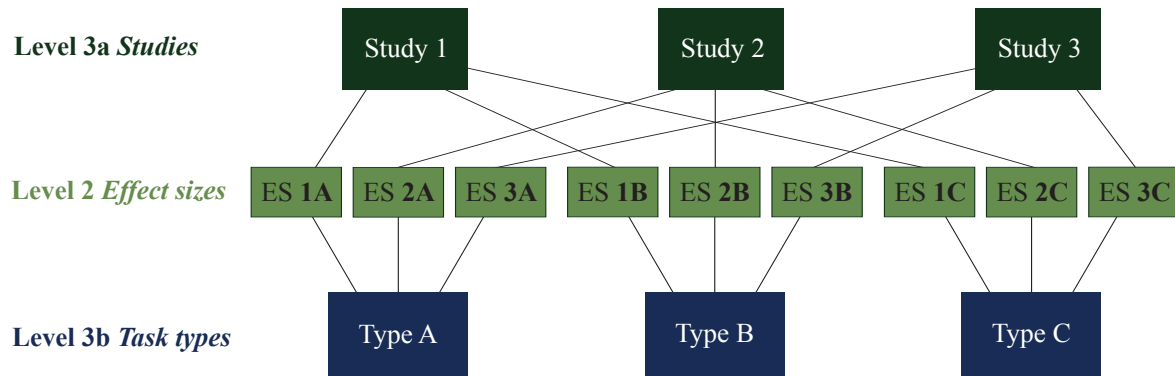 Level 3a Studies
Study 1
Study 2
Study 3
Level 2 Effect sizes
ES 1A
ES 2A
ES 3A
ES 1B
ES 2B
ES 3B
ES 1C
ES 2C
ES 3C
Level 3b Task types
Type A
Type B
Type C